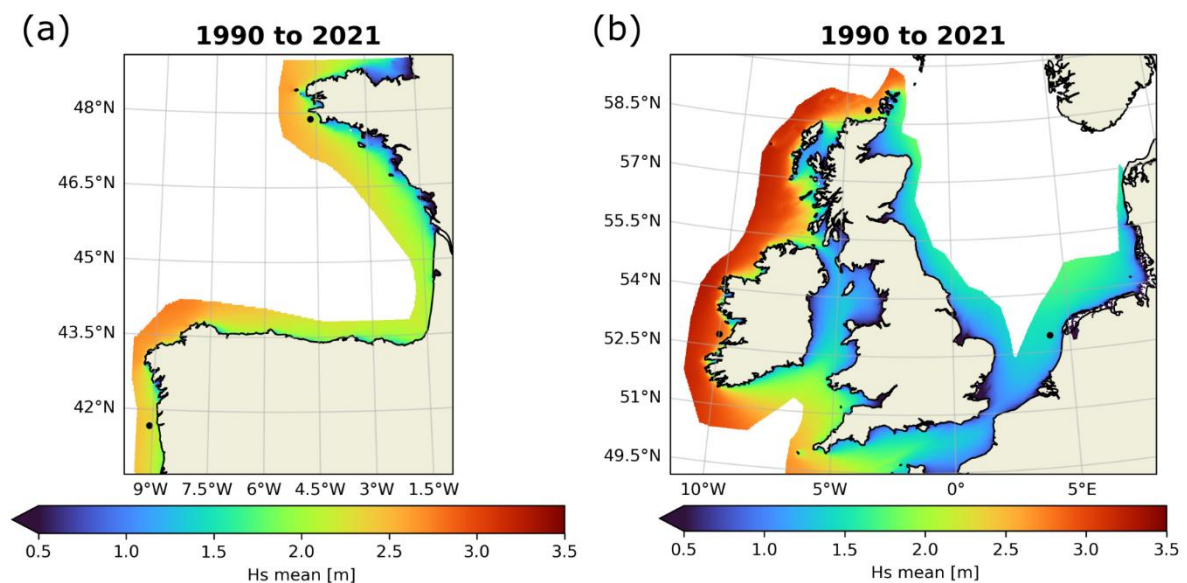 (a)
1990 to 2021
48°N
46.5°N
45°N
43.5°N
42°N
9°W 7.5°W 6°W 4.5°W 3°W 1.5°W
0.5 1.0 1.5 2.0 2.5 3.0 3.5
Hs mean [m]
(b)
1990 to 2021
58.5°N
57°N
55.5°N
54°N
52.5°N
51°N
49.5°N
10°W 5°W 0° 5°E
0.5 1.0 1.5 2.0 2.5 3.0 3.5
Hs mean [m]